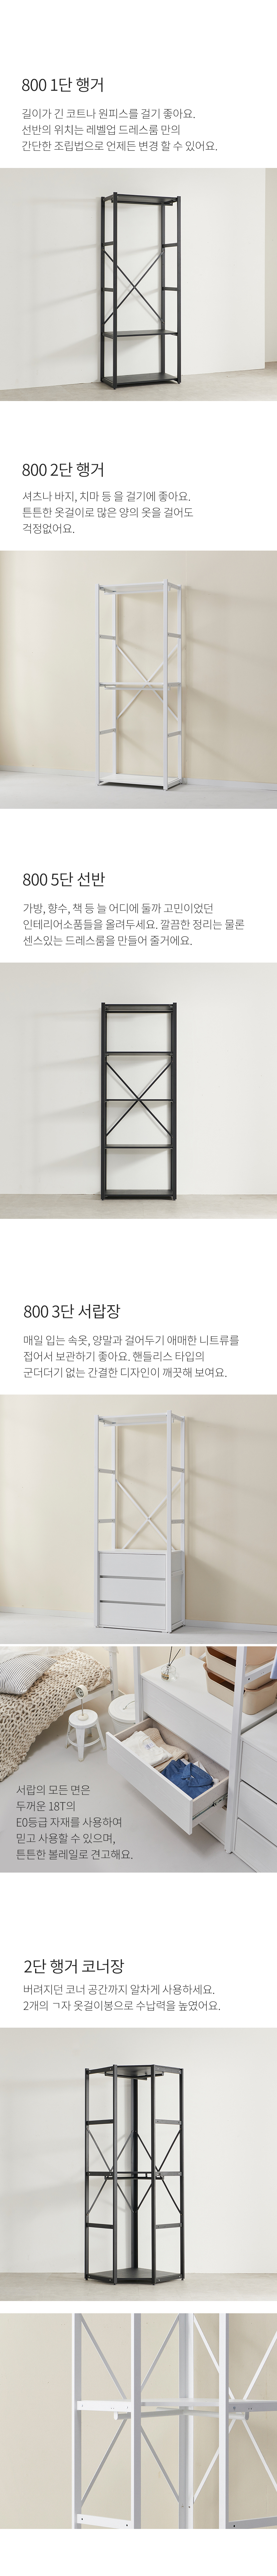 800 1단 행거
길이가 긴 코트나 원피스를 걸기 좋아요.
선반의 위치는 레벨업 드레스룸 만의
간단한 조립법으로 언제든 변경 할 수 있어요.
800 2단 행거
셔츠나 바지, 치마 등 을 걸기에 좋아요.
튼튼한 옷걸이로 많은 양의 옷을 걸어도
걱정없어요.
800 5단 선반
가방, 향수, 책 등 늘 어디에 둘까 고민이었던
인테리어소품들을 올려두세요. 깔끔한 정리는 물론
센스있는 드레스룸을 만들어 줄거에요.
800 3단 서랍장
매일 입는 속옷, 양말과 걸어두기 애매한 니트류를
접어서 보관하기 좋아요. 핸들리스 타입의
군더더기 없는 간결한 디자인이 깨끗해 보여요.
서랍의 모든 면은
두꺼운 18T의
E0등급 자재를 사용하여
믿고 사용할 수 있으며,
튼튼한 볼레일로 견고해요.
2단 행거 코너장
버려지던 코너 공간까지 알차게 사용하세요.
2개의 ㄱ자 옷걸이봉으로 수납력을 높였어요.